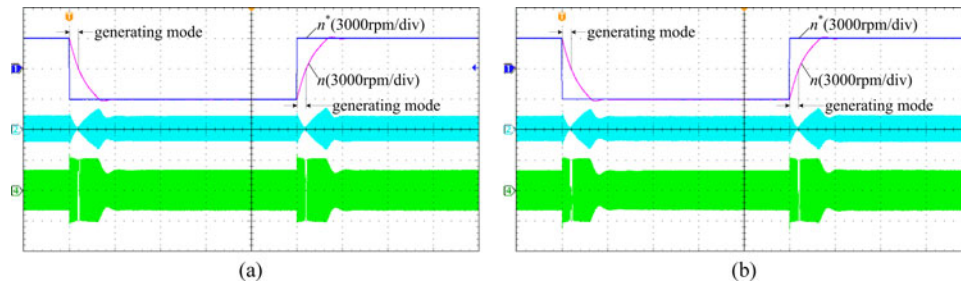 T
generating mode
n*(3000rpm/div)
1
n(3000rpm/div)
generating mode
2
4
(a)
T
generating mode
n*(3000rpm/div)
1
n(3000rpm/div)
generating mode
2
4
(b)